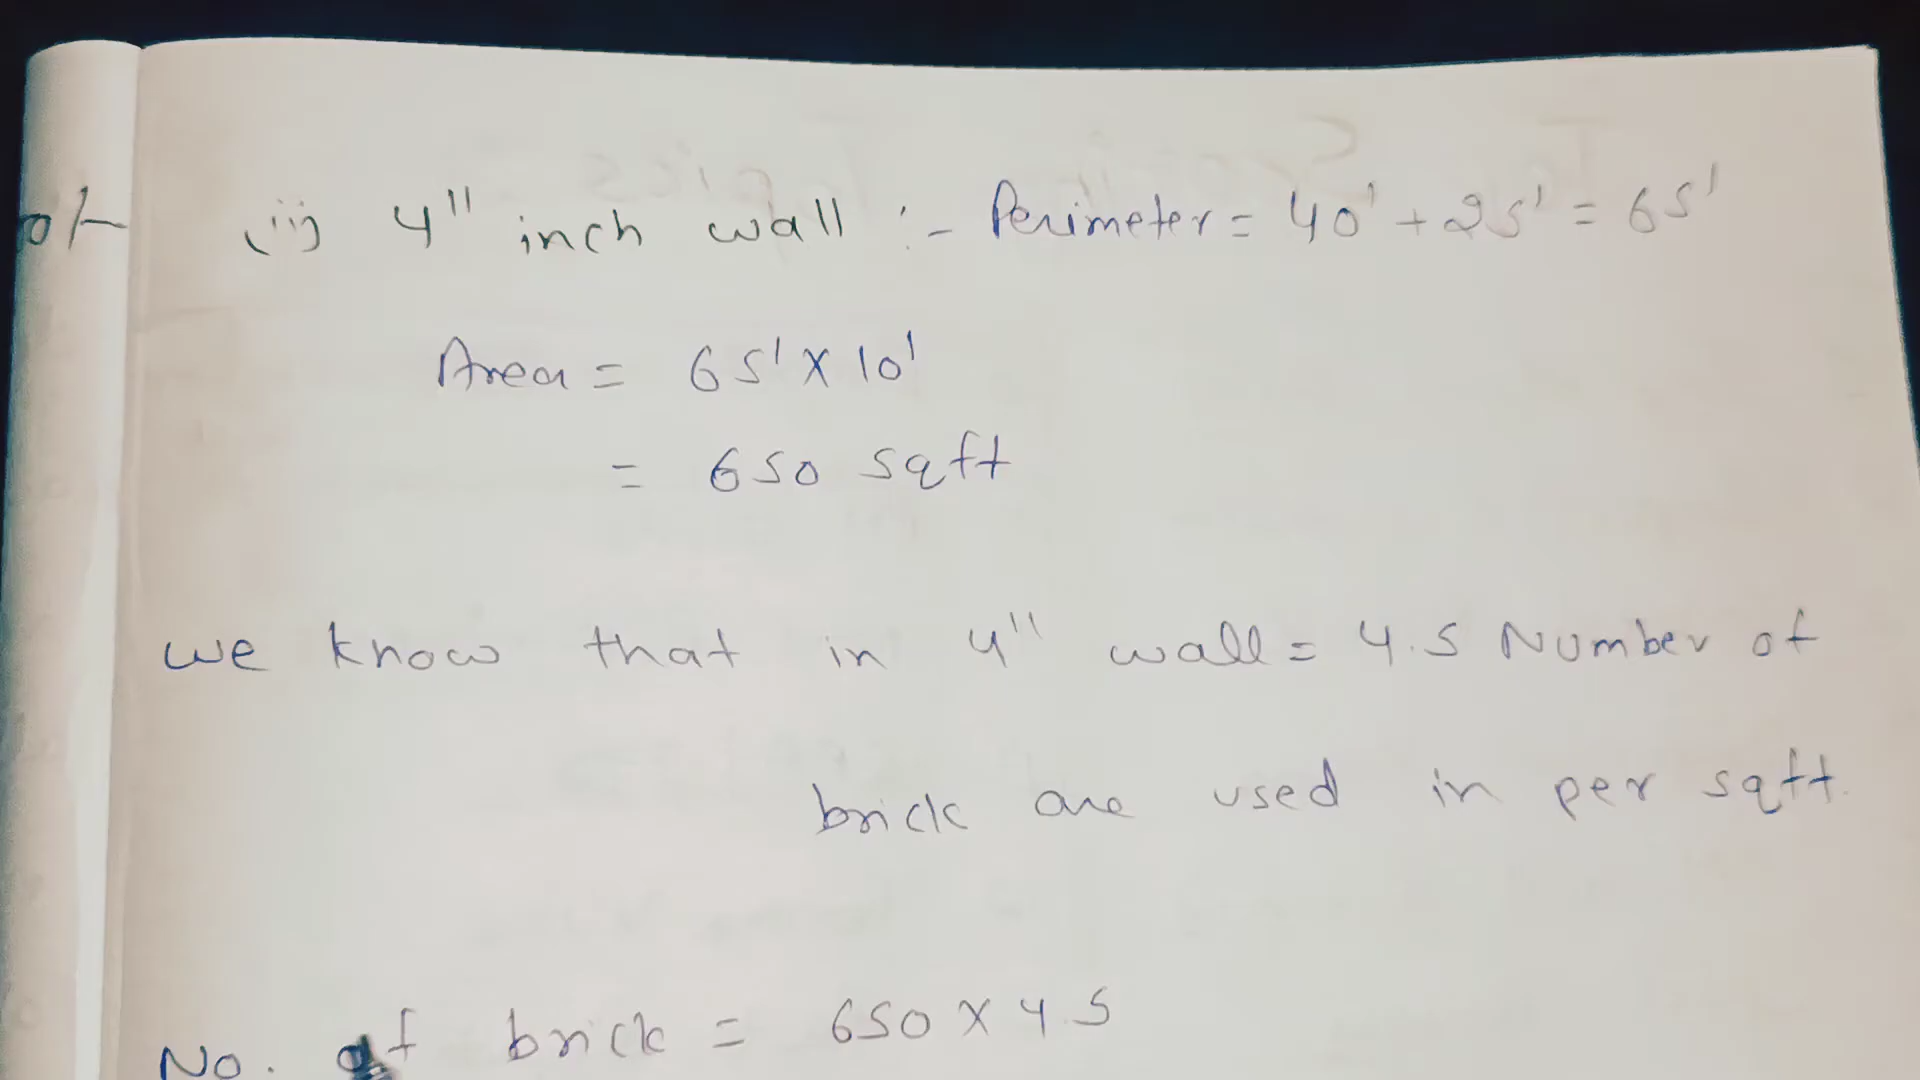 0/-
(ii) 4" inch wall :- Perimeter = 40' + 25' = 65'
Area = 65' X 10'
= 650 sqft
we know that in 4" wall = 4.5 Number of
brick are used in per sqft.
No. of brick = 650 X 4.5